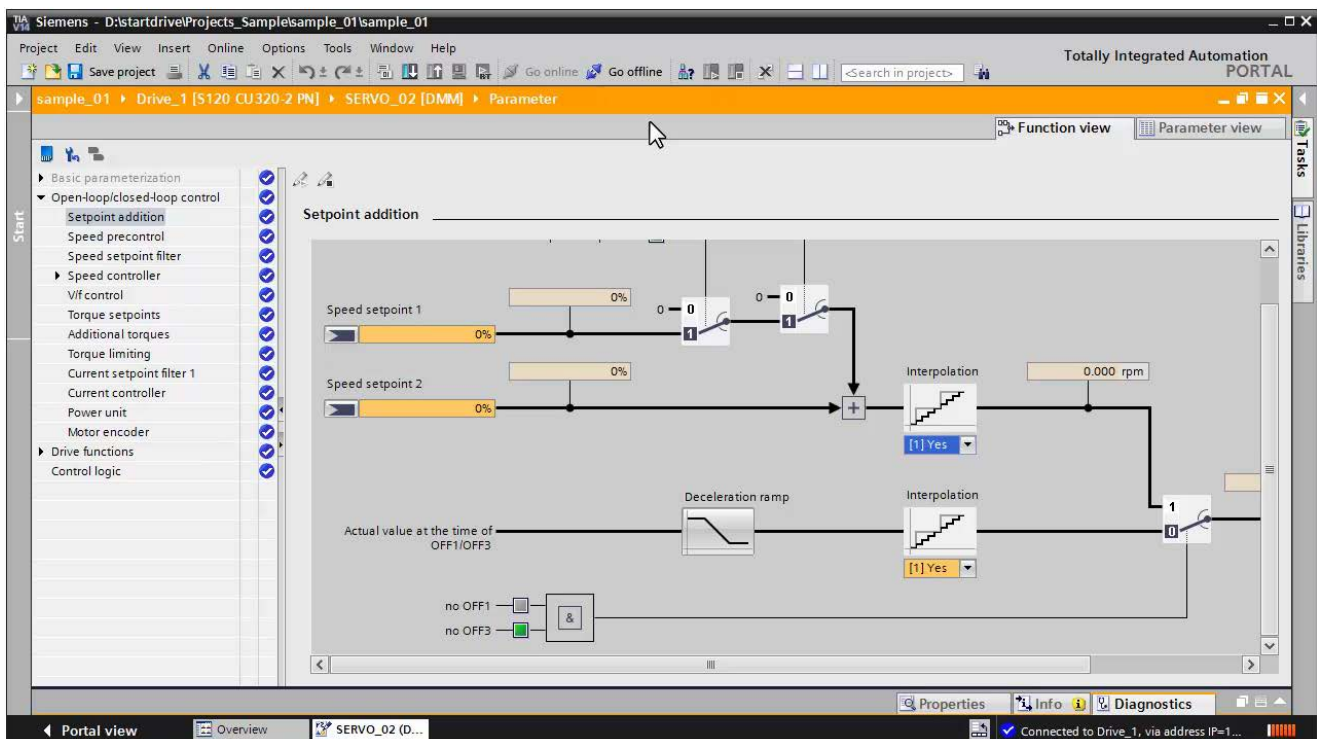 TIA V14 Siemens - D:\startdrive\Projects_Sample\sample_01\sample_01
Project Edit View Insert Online Options Tools Window Help
Totally Integrated Automation
PORTAL
Save project Go online Go offline <Search in project>
sample_01 Drive_1 [S120 CU320-2 PN] SERVO_02 [DMM] Parameter
Function view Parameter view
Tasks
Libraries
Start
Basic parameterization
Open-loop/closed-loop control
Setpoint addition
Speed precontrol
Speed setpoint filter
Speed controller
V/f control
Torque setpoints
Additional torques
Torque limiting
Current setpoint filter 1
Current controller
Power unit
Motor encoder
Drive functions
Control logic
Setpoint addition
0%
0 0
0 0
Speed setpoint 1
1
1
0%
0%
Speed setpoint 2
0%
Interpolation
0.000 rpm
+
[1] Yes
Deceleration ramp
Interpolation
1
0
Actual value at the time of
OFF1/OFF3
[1] Yes
no OFF1
&
no OFF3
Properties Info Diagnostics
Portal view Overview SERVO_02 (D... Connected to Drive_1, via address IP=1...